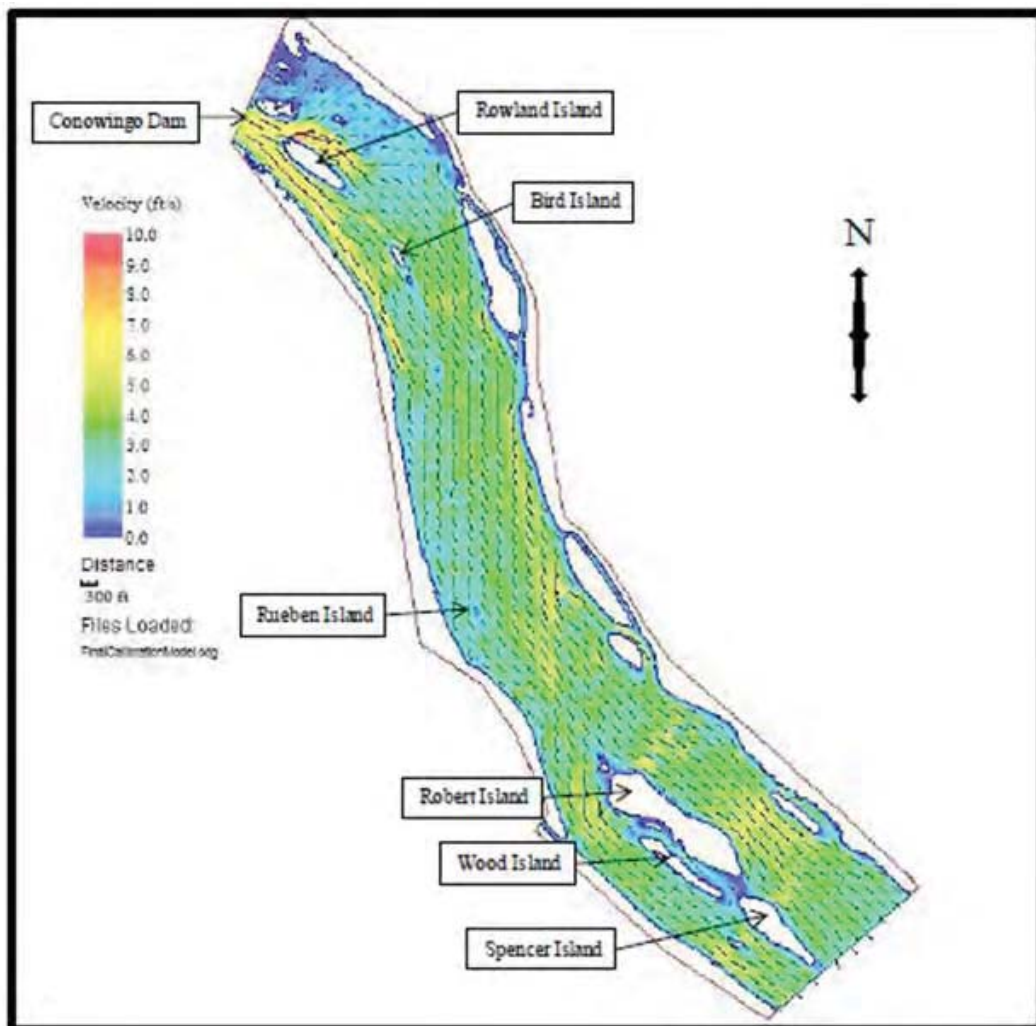 Conowingo Dam
Rowland Island
Bird Island
Velocity (ft/s)
10.0
9.0
8.0
7.0
6.0
5.0
4.0
3.0
2.0
1.0
0.0
N
Distance
300 ft
Files Loaded:
FinalCalibrationModel.org
Rueben Island
Robert Island
Wood Island
Spencer Island